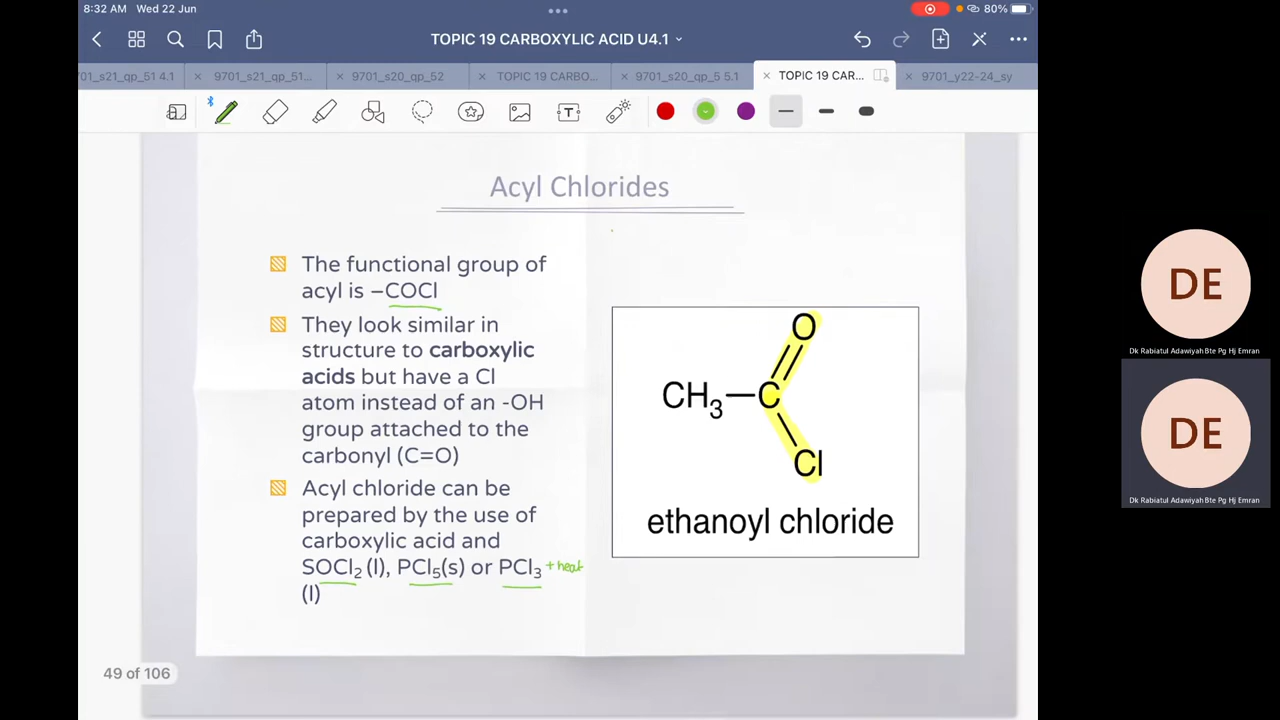 8:32 AM Wed 22 Jun
80%
TOPIC 19 CARBOXYLIC ACID U4.1
_s21_qp_51 4.1
9701_s21_qp_51...
9701_s20_qp_52
TOPIC 19 CARBO...
9701_s20_qp_5 5.1
TOPIC 19 CAR...
9701_y22-24_sy
Acyl Chlorides
The functional group of
acyl is –COCl
They look similar in
structure to carboxylic
acids but have a Cl
atom instead of an -OH
group attached to the
carbonyl (C=O)
Acyl chloride can be
prepared by the use of
carboxylic acid and
SOCl₂ (l), PCl₅(s) or PCl₃ + heat
(l)
O
CH₃—C
Cl
ethanoyl chloride
49 of 106
DE
Dk Rabiatul Adawiyah Bte Pg Hj Emran
DE
Dk Rabiatul Adawiyah Bte Pg Hj Emran